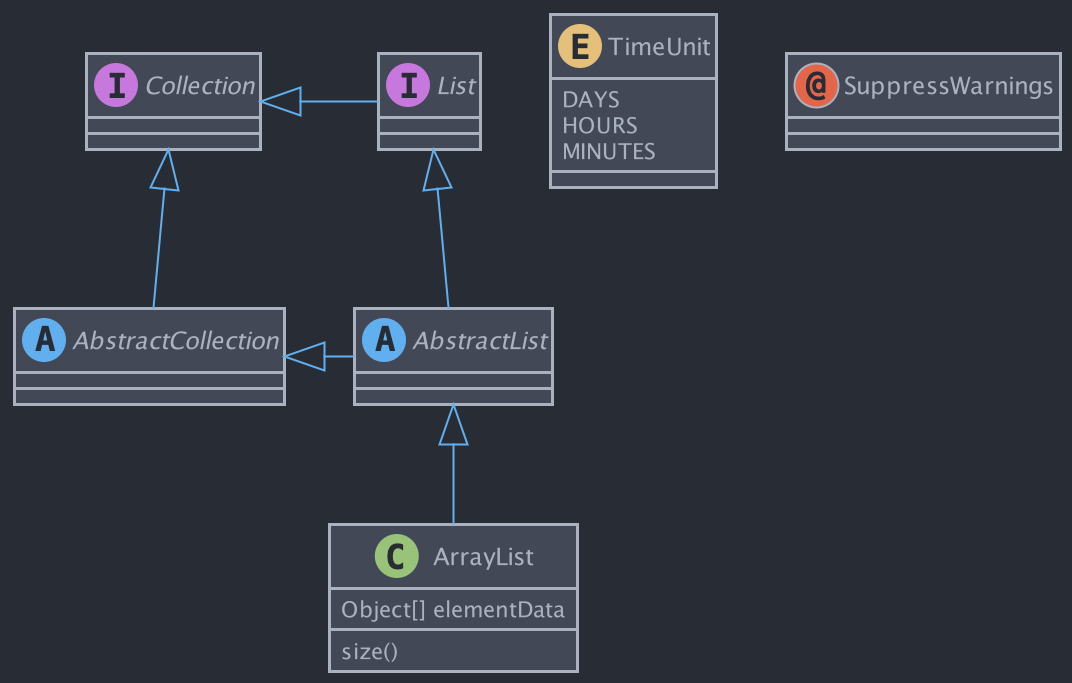 I Collection
I List
E TimeUnit
DAYS
HOURS
MINUTES
@ SuppressWarnings
A AbstractCollection
A AbstractList
C ArrayList
Object[] elementData
size()